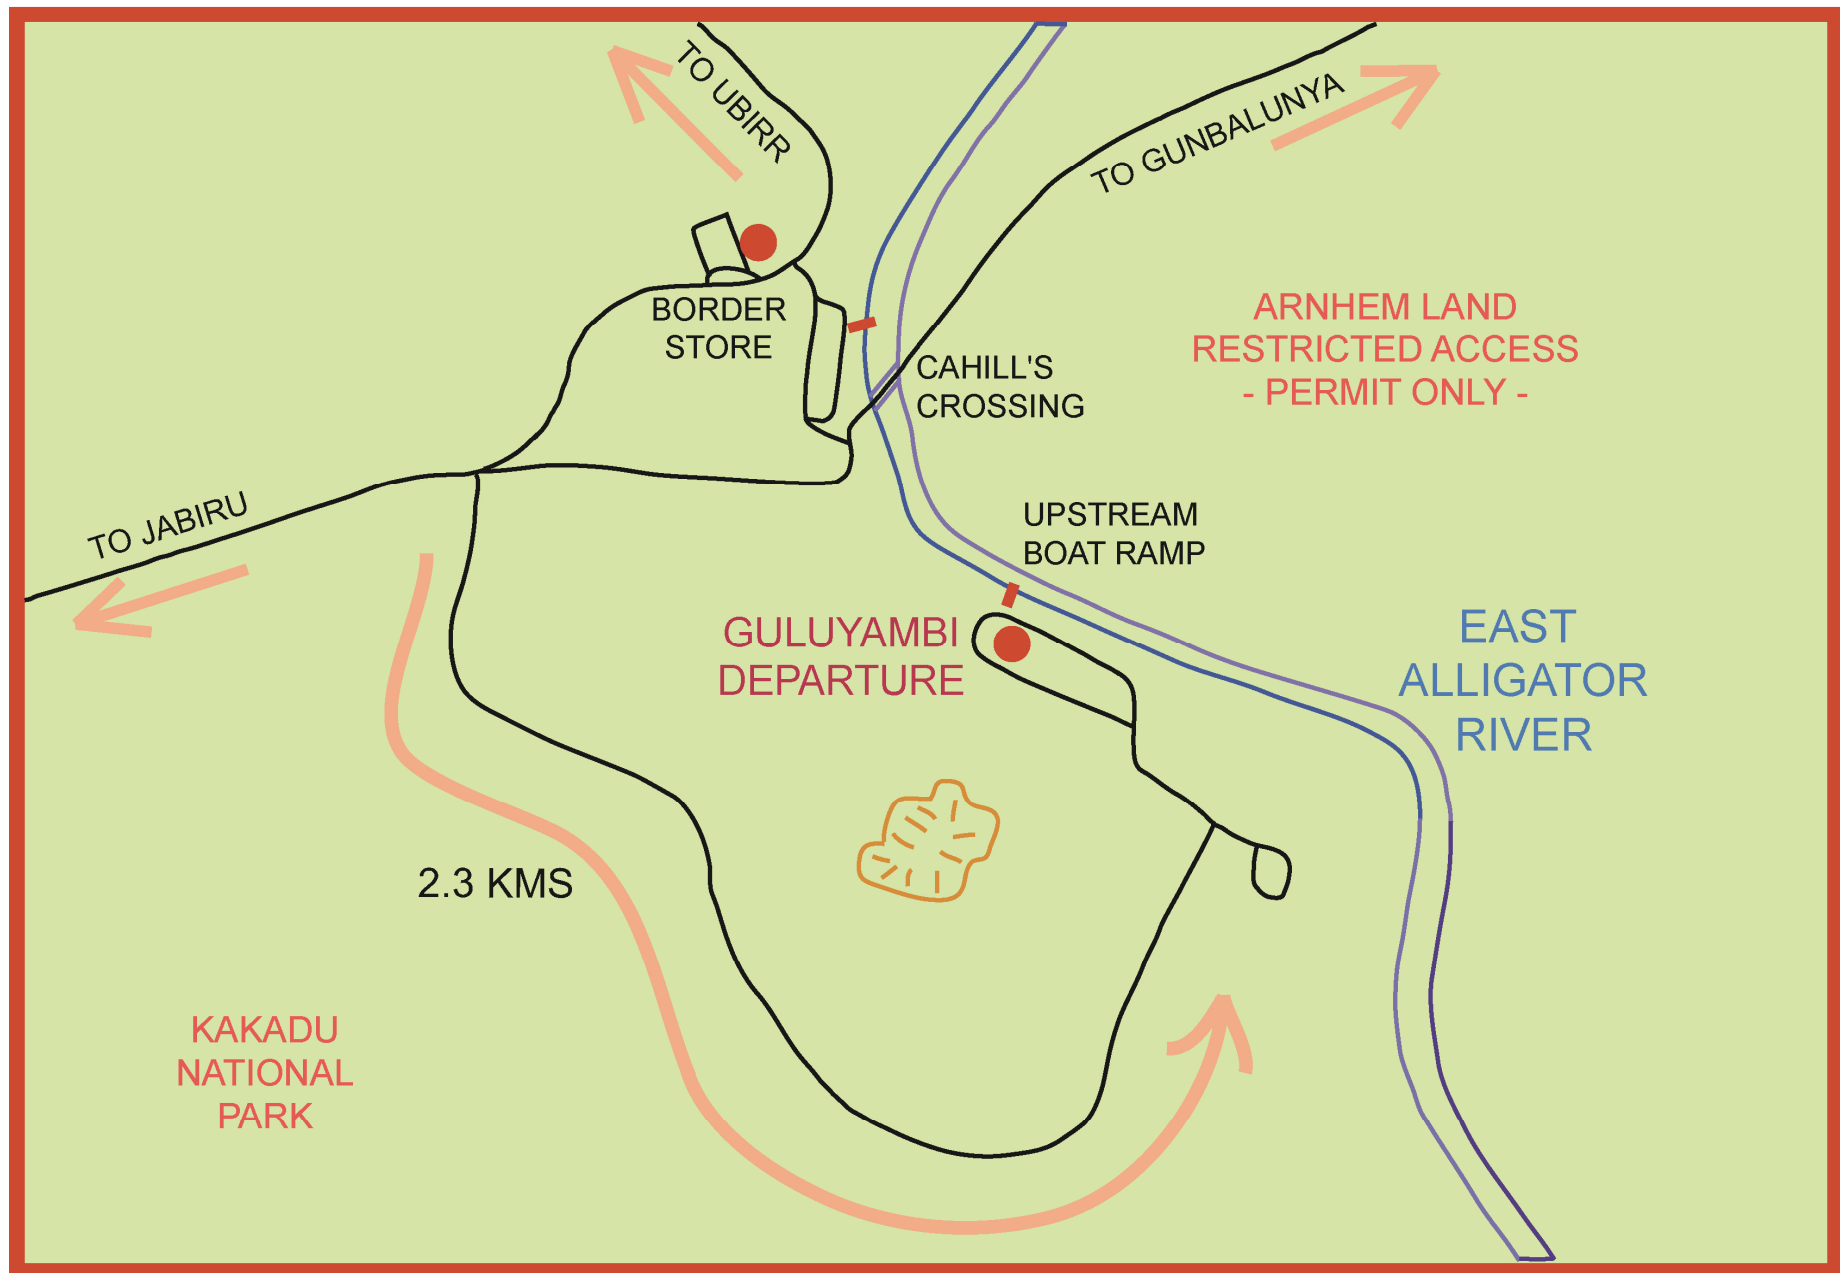 TO UBIRR
TO GUNBALUNYA
BORDER
STORE
ARNHEM LAND
RESTRICTED ACCESS
- PERMIT ONLY -
CAHILL'S
CROSSING
TO JABIRU
UPSTREAM
BOAT RAMP
GULUYAMBI
DEPARTURE
EAST
ALLIGATOR
RIVER
2.3 KMS
KAKADU
NATIONAL
PARK